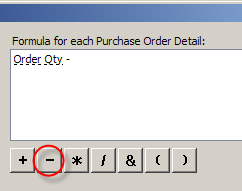 Formula for each Purchase Order Detail:
Order Qty -
+ - * / & ( )